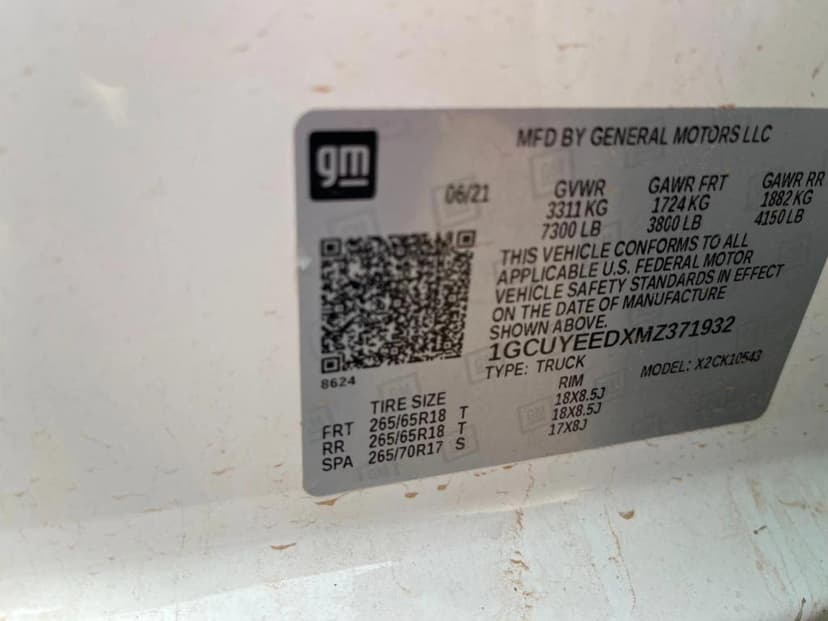 gm
MFD BY GENERAL MOTORS LLC
06/21
GVWR GAWR FRT GAWR RR
3311 KG 1724 KG 1882 KG
7300 LB 3800 LB 4150 LB
THIS VEHICLE CONFORMS TO ALL
APPLICABLE U.S. FEDERAL MOTOR
VEHICLE SAFETY STANDARDS IN EFFECT
ON THE DATE OF MANUFACTURE
SHOWN ABOVE.
1GCUYEEDXMZ371932
TYPE: TRUCK MODEL: X2CK10543
8624
TIRE SIZE RIM
FRT 265/65R18 T 18X8.5J
RR 265/65R18 T 18X8.5J
SPA 265/70R17 S 17X8J